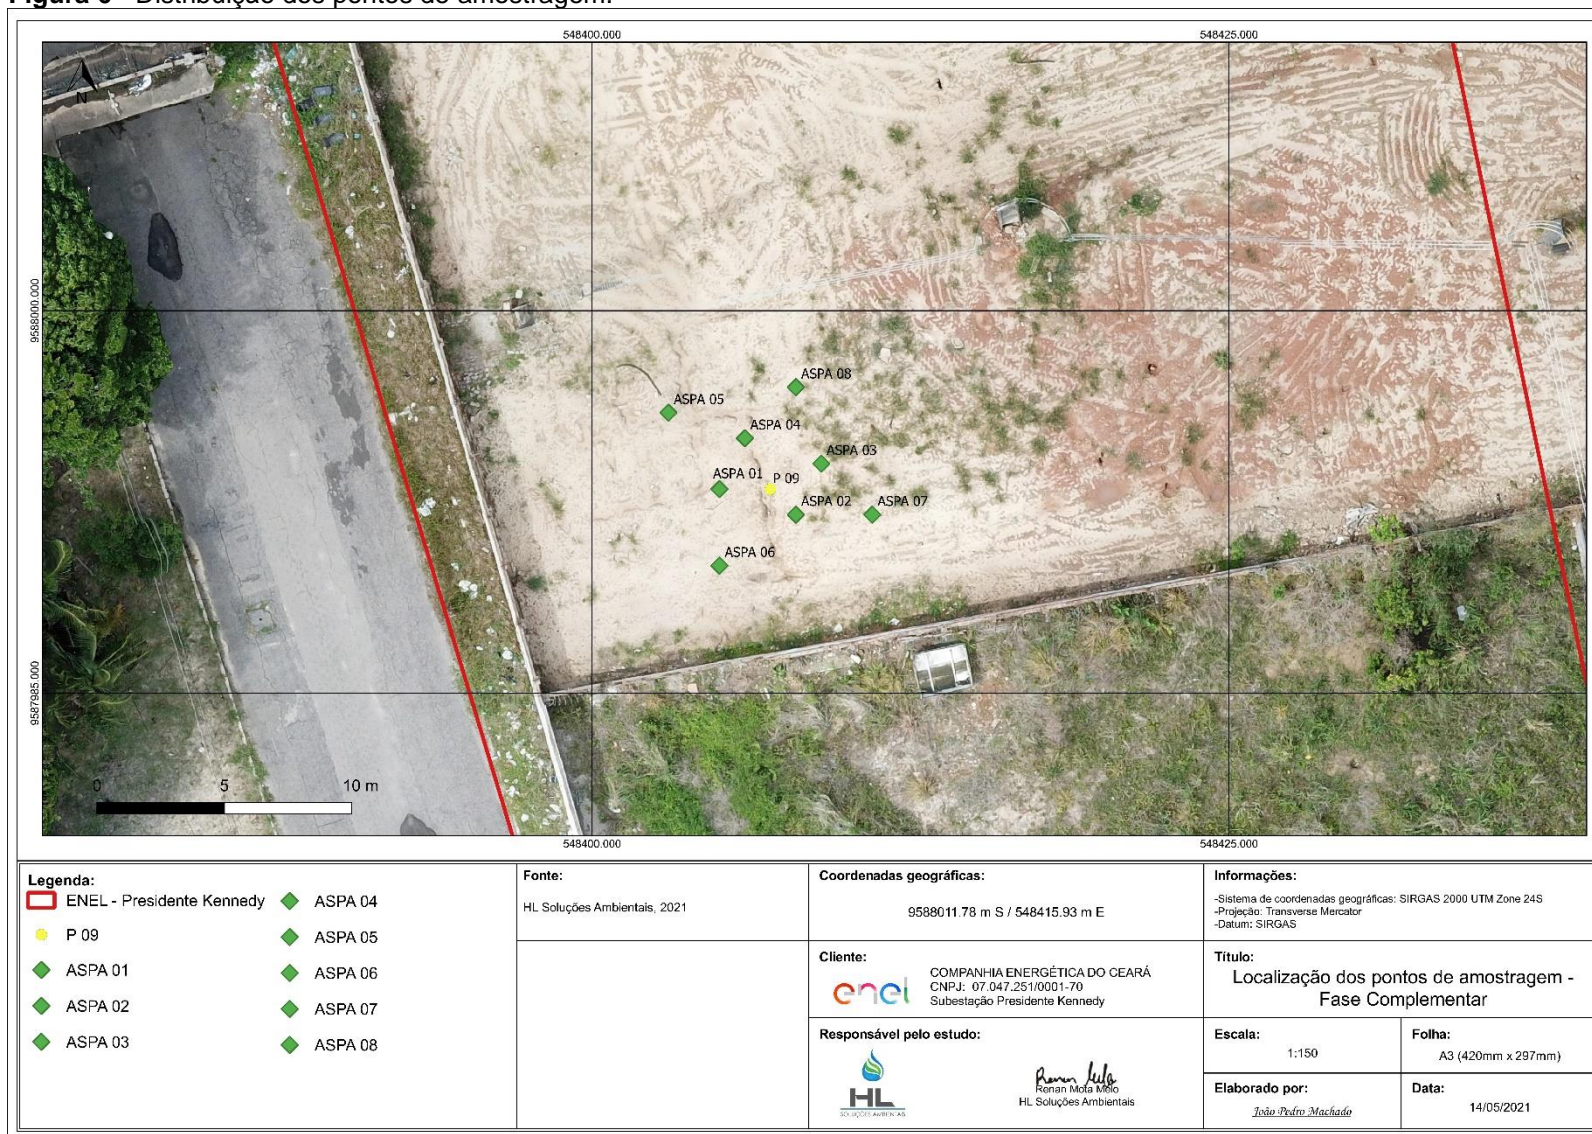 Figura 6 - Distribuição dos pontos de amostragem.
548400.000
548425.000
N
9588000.000
9587985.000
ASPA 08
ASPA 05
ASPA 04
ASPA 03
ASPA 01
P 09
ASPA 02
ASPA 07
ASPA 06
0 5 10 m
548400.000
548425.000
Legenda:
ENEL - Presidente Kennedy
P 09
ASPA 01
ASPA 02
ASPA 03
ASPA 04
ASPA 05
ASPA 06
ASPA 07
ASPA 08
Fonte:
HL Soluções Ambientais, 2021
Coordenadas geográficas:
9588011.78 m S / 548415.93 m E
Informações:
-Sistema de coordenadas geográficas: SIRGAS 2000 UTM Zone 24S
-Projeção: Transverse Mercator
-Datum: SIRGAS
Cliente:
enel
COMPANHIA ENERGÉTICA DO CEARÁ
CNPJ: 07.047.251/0001-70
Subestação Presidente Kennedy
Título:
Localização dos pontos de amostragem -
Fase Complementar
Responsável pelo estudo:
HL
SOLUÇÕES AMBIENTAIS
Renan Mota Melo
HL Soluções Ambientais
Escala:
1:150
Folha:
A3 (420mm x 297mm)
Elaborado por:
João Pedro Machado
Data:
14/05/2021